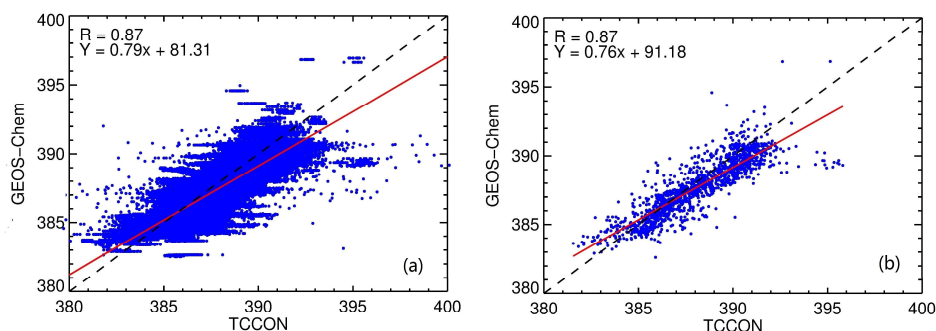 400
R = 0.87
Y = 0.79x + 81.31
395
GEOS-Chem
390
385
(a)
380
380 385 390 395 400
TCCON
400
R = 0.87
Y = 0.76x + 91.18
395
GEOS-Chem
390
385
(b)
380
380 385 390 395 400
TCCON